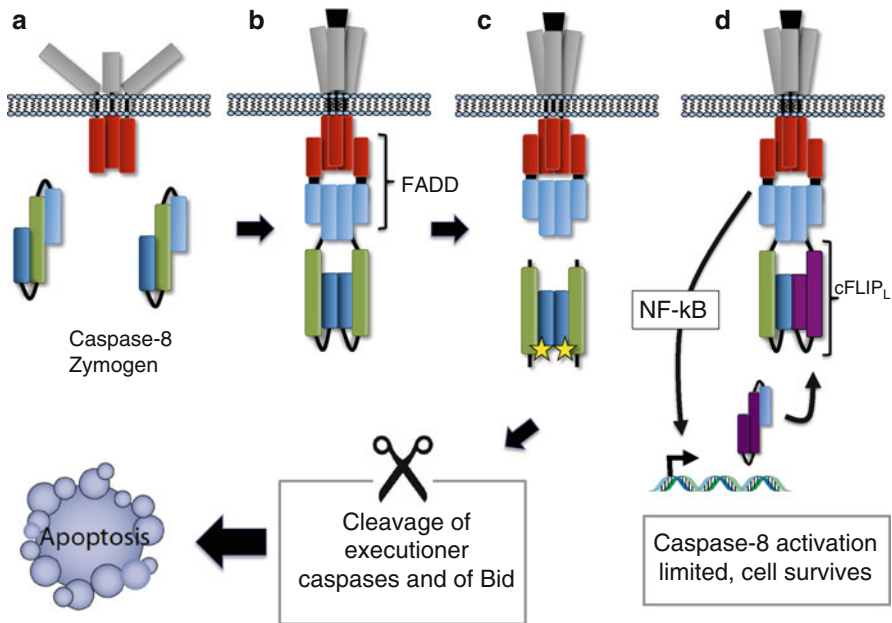 a
b
c
d
FADD
cFLIP_L
NF-kB
Caspase-8
Zymogen
Cleavage of
executioner
caspases and of Bid
Apoptosis
Caspase-8 activation
limited, cell survives